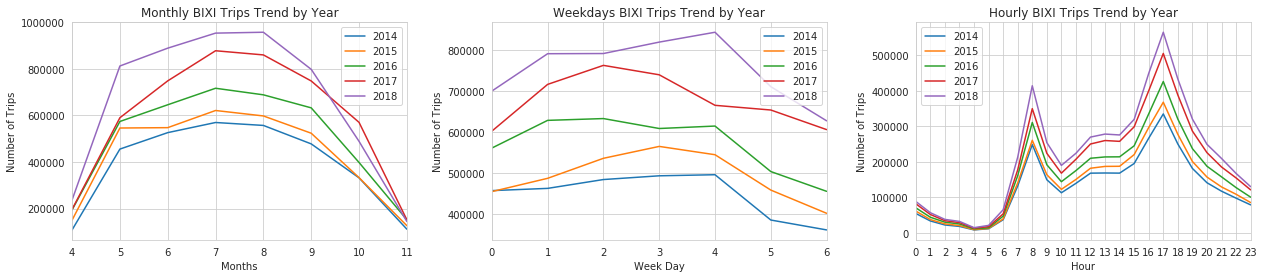 Monthly BIXI Trips Trend by Year
1000000
800000
600000
400000
200000
Number of Trips
4 5 6 7 8 9 10 11
Months
2014
2015
2016
2017
2018
Weekdays BIXI Trips Trend by Year
800000
700000
600000
500000
400000
Number of Trips
0 1 2 3 4 5 6
Week Day
2014
2015
2016
2017
2018
Hourly BIXI Trips Trend by Year
500000
400000
300000
200000
100000
0
Number of Trips
0 1 2 3 4 5 6 7 8 9 10 11 12 13 14 15 16 17 18 19 20 21 22 23
Hour
2014
2015
2016
2017
2018